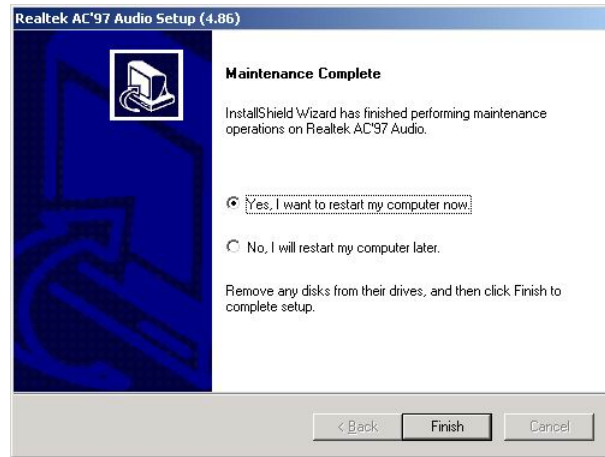 Realtek AC'97 Audio Setup (4.86)
Maintenance Complete
InstallShield Wizard has finished performing maintenance
operations on Realtek AC'97 Audio.
Yes, I want to restart my computer now.
No, I will restart my computer later.
Remove any disks from their drives, and then click Finish to
complete setup.
< Back Finish Cancel